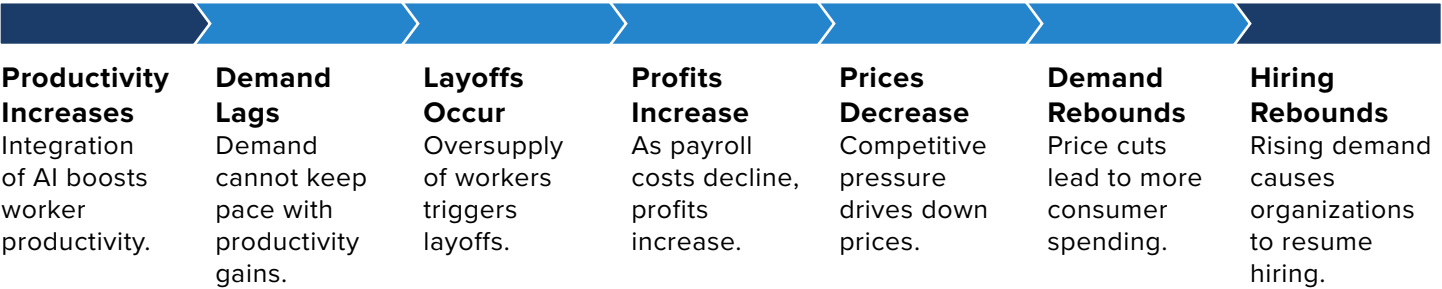 Productivity
Increases
Integration
of AI boosts
worker
productivity.
Demand
Lags
Demand
cannot keep
pace with
productivity
gains.
Layoffs
Occur
Oversupply
of workers
triggers
layoffs.
Profits
Increase
As payroll
costs decline,
profits
increase.
Prices
Decrease
Competitive
pressure
drives down
prices.
Demand
Rebounds
Price cuts
lead to more
consumer
spending.
Hiring
Rebounds
Rising demand
causes
organizations
to resume
hiring.